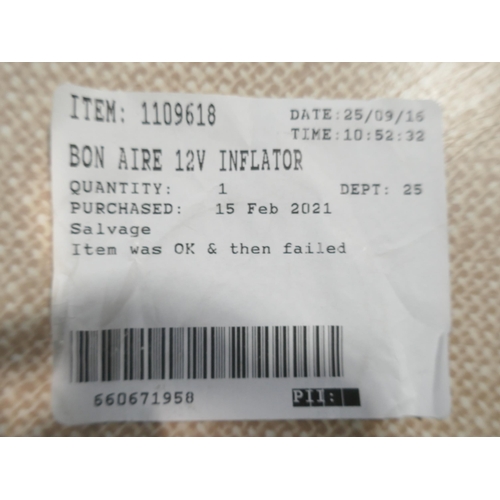 ITEM: 1109618 DATE:25/09/16
TIME:10:52:32
BON AIRE 12V INFLATOR
QUANTITY: 1 DEPT: 25
PURCHASED: 15 Feb 2021
Salvage
Item was OK & then failed
660671958 PII: